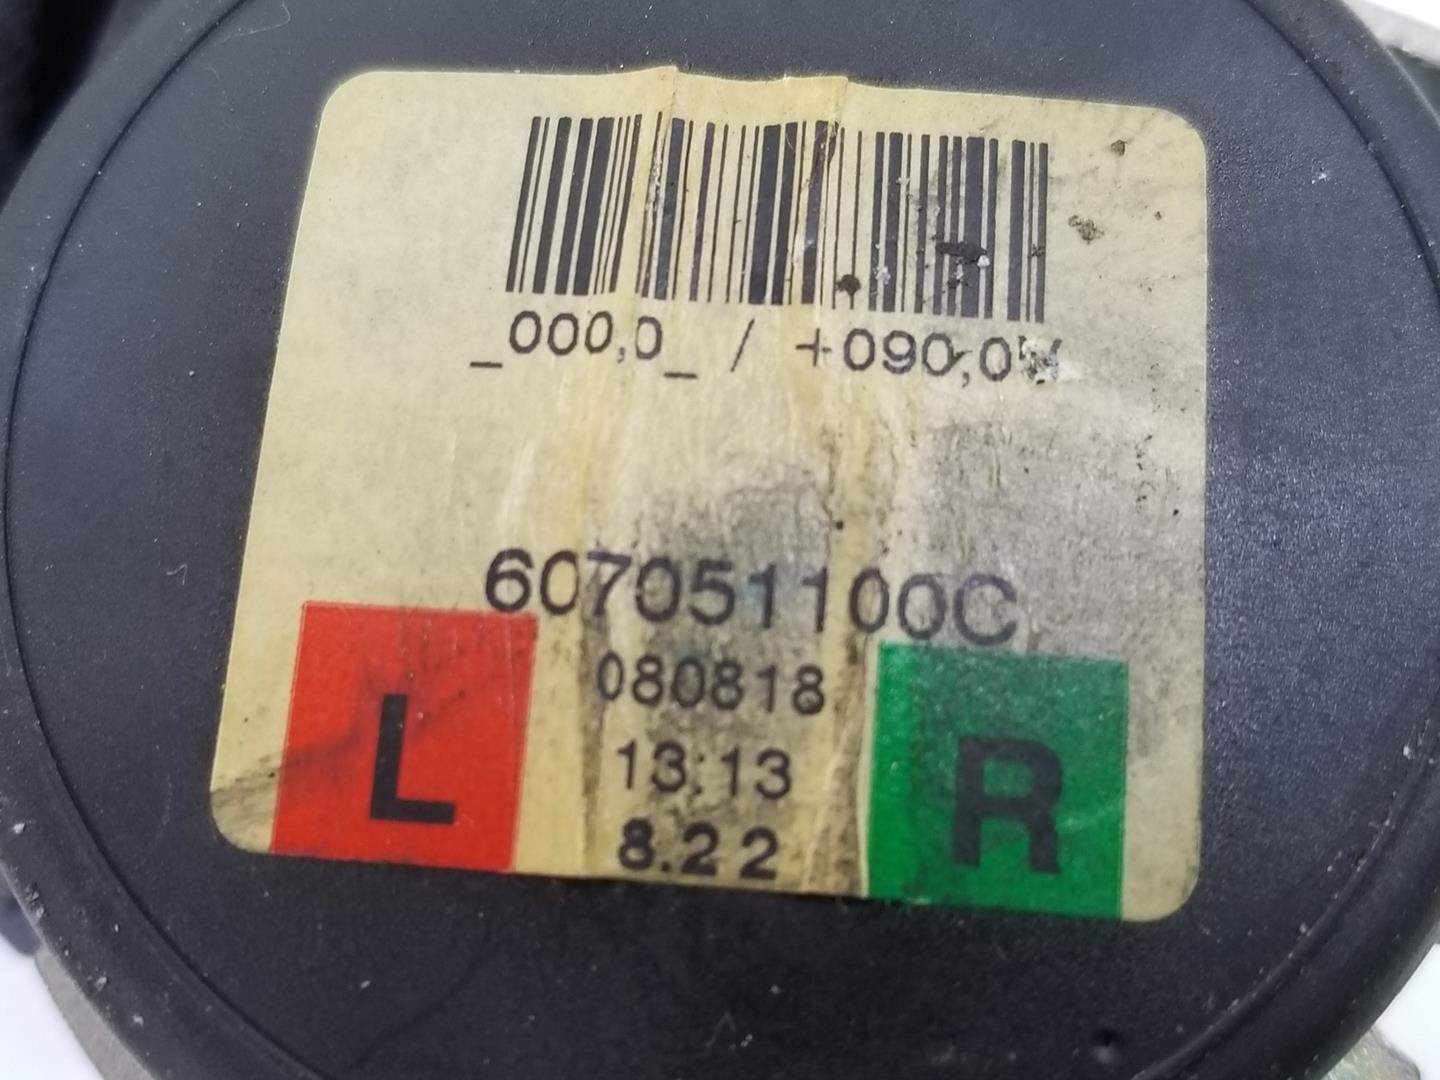 _000,0_ / +090,0
607051100C
L
080818
13:13
8.22
R